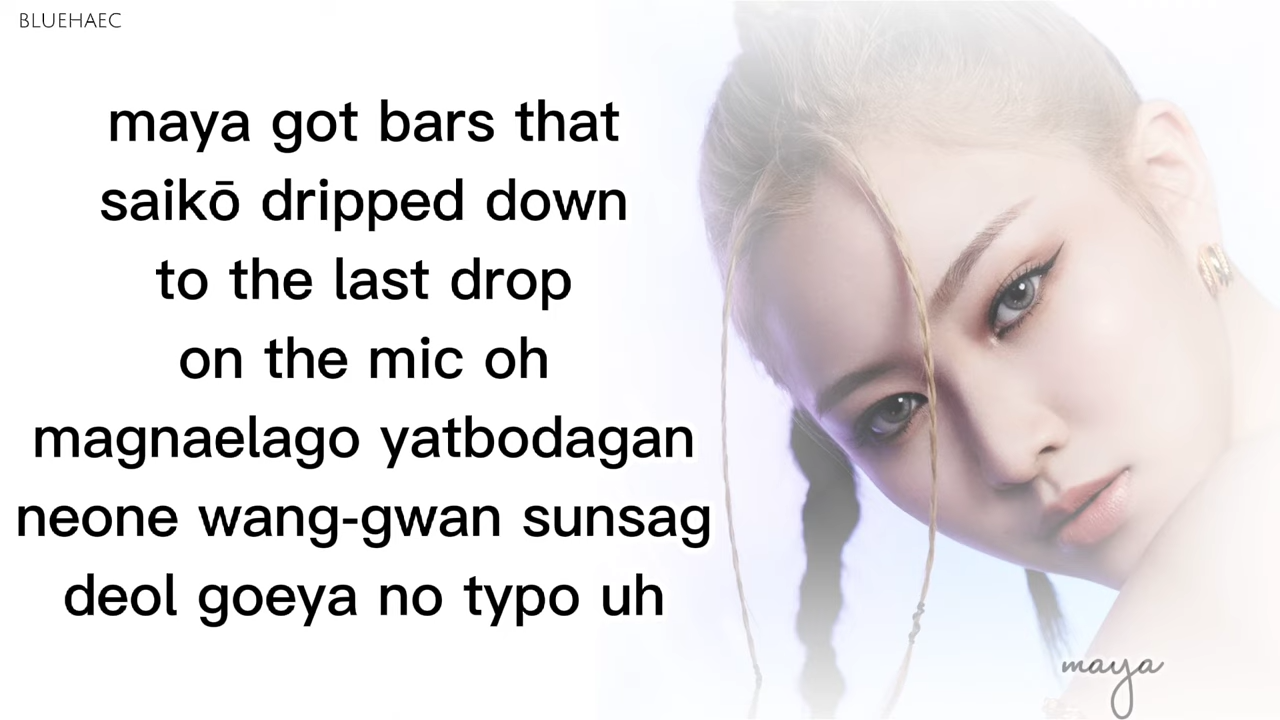 BLUEHAEC
maya got bars that
saikō dripped down
to the last drop
on the mic oh
magnaelago yatbodagan
neone wang-gwan sunsag
deol goeya no typo uh
maya